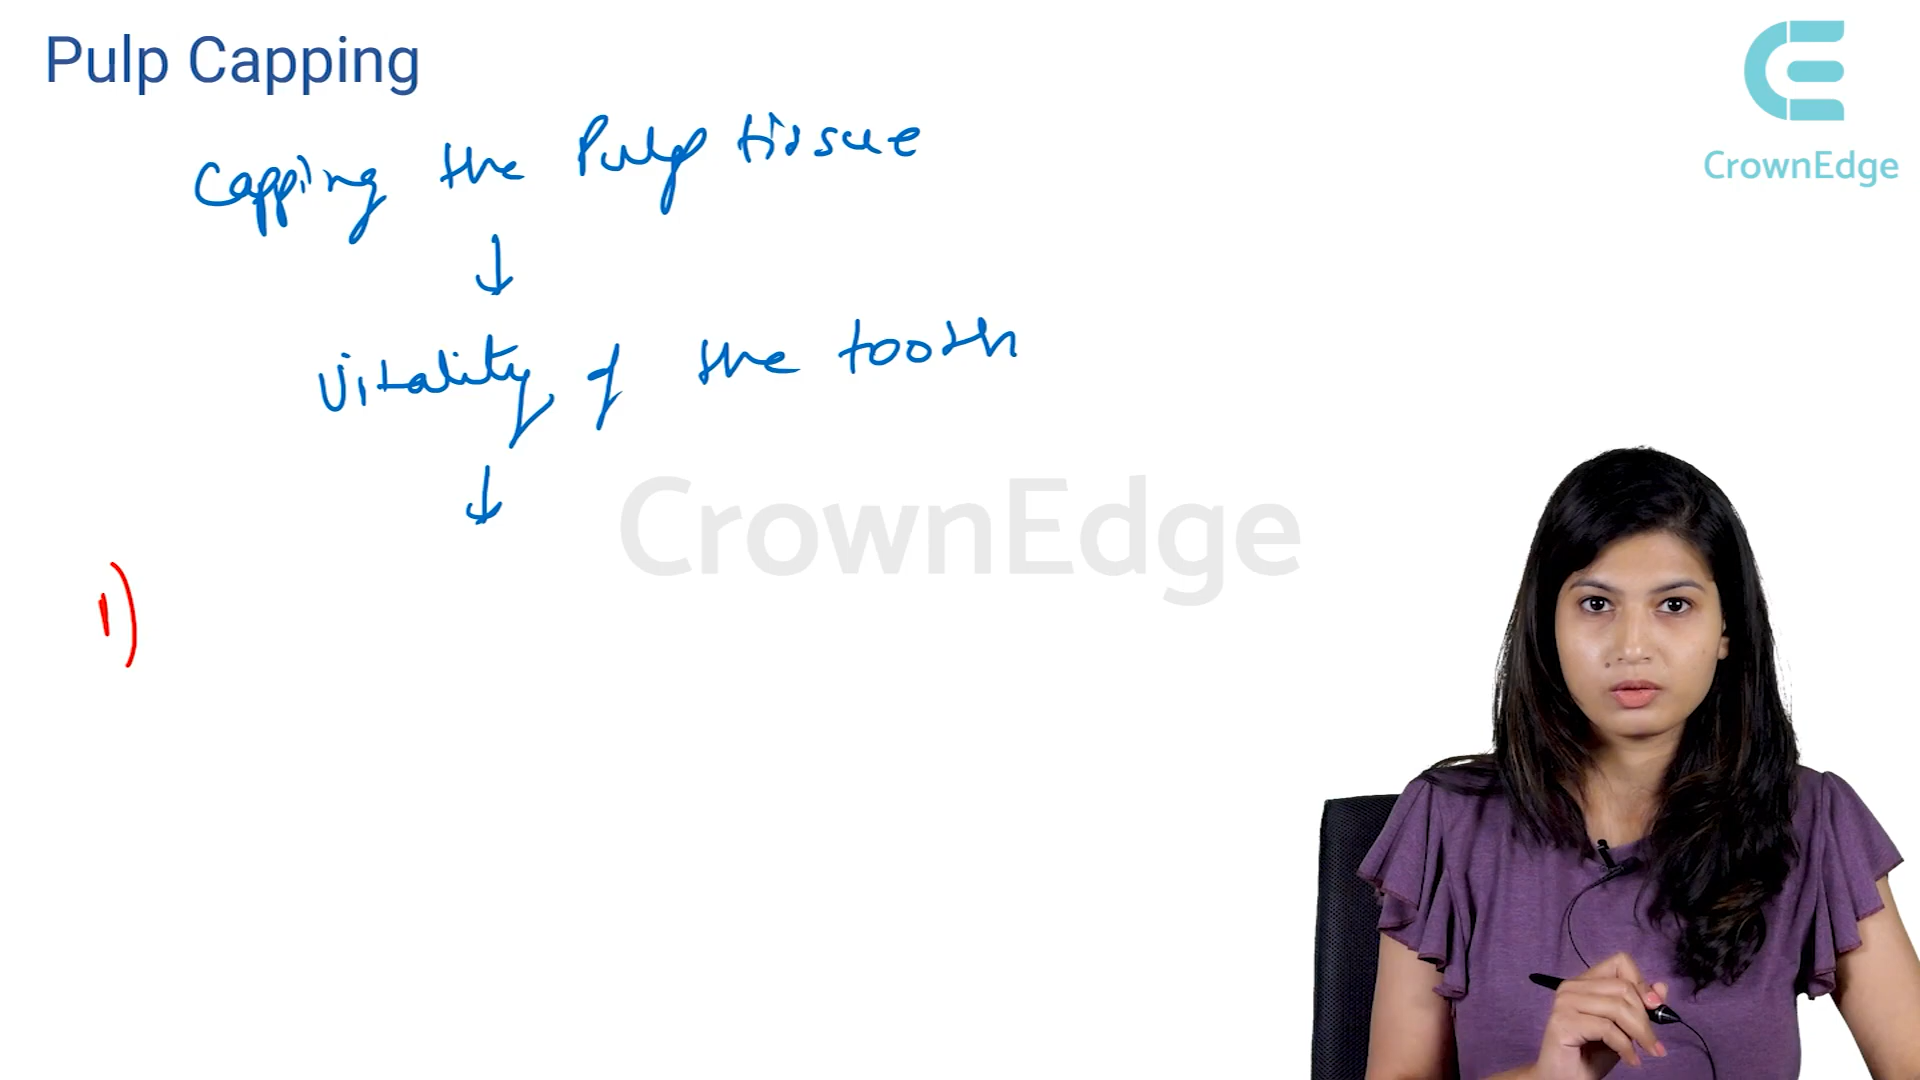 Pulp Capping
CrownEdge
Capping the Pulp tissue
↓
Vitality of the tooth
↓
CrownEdge
1)